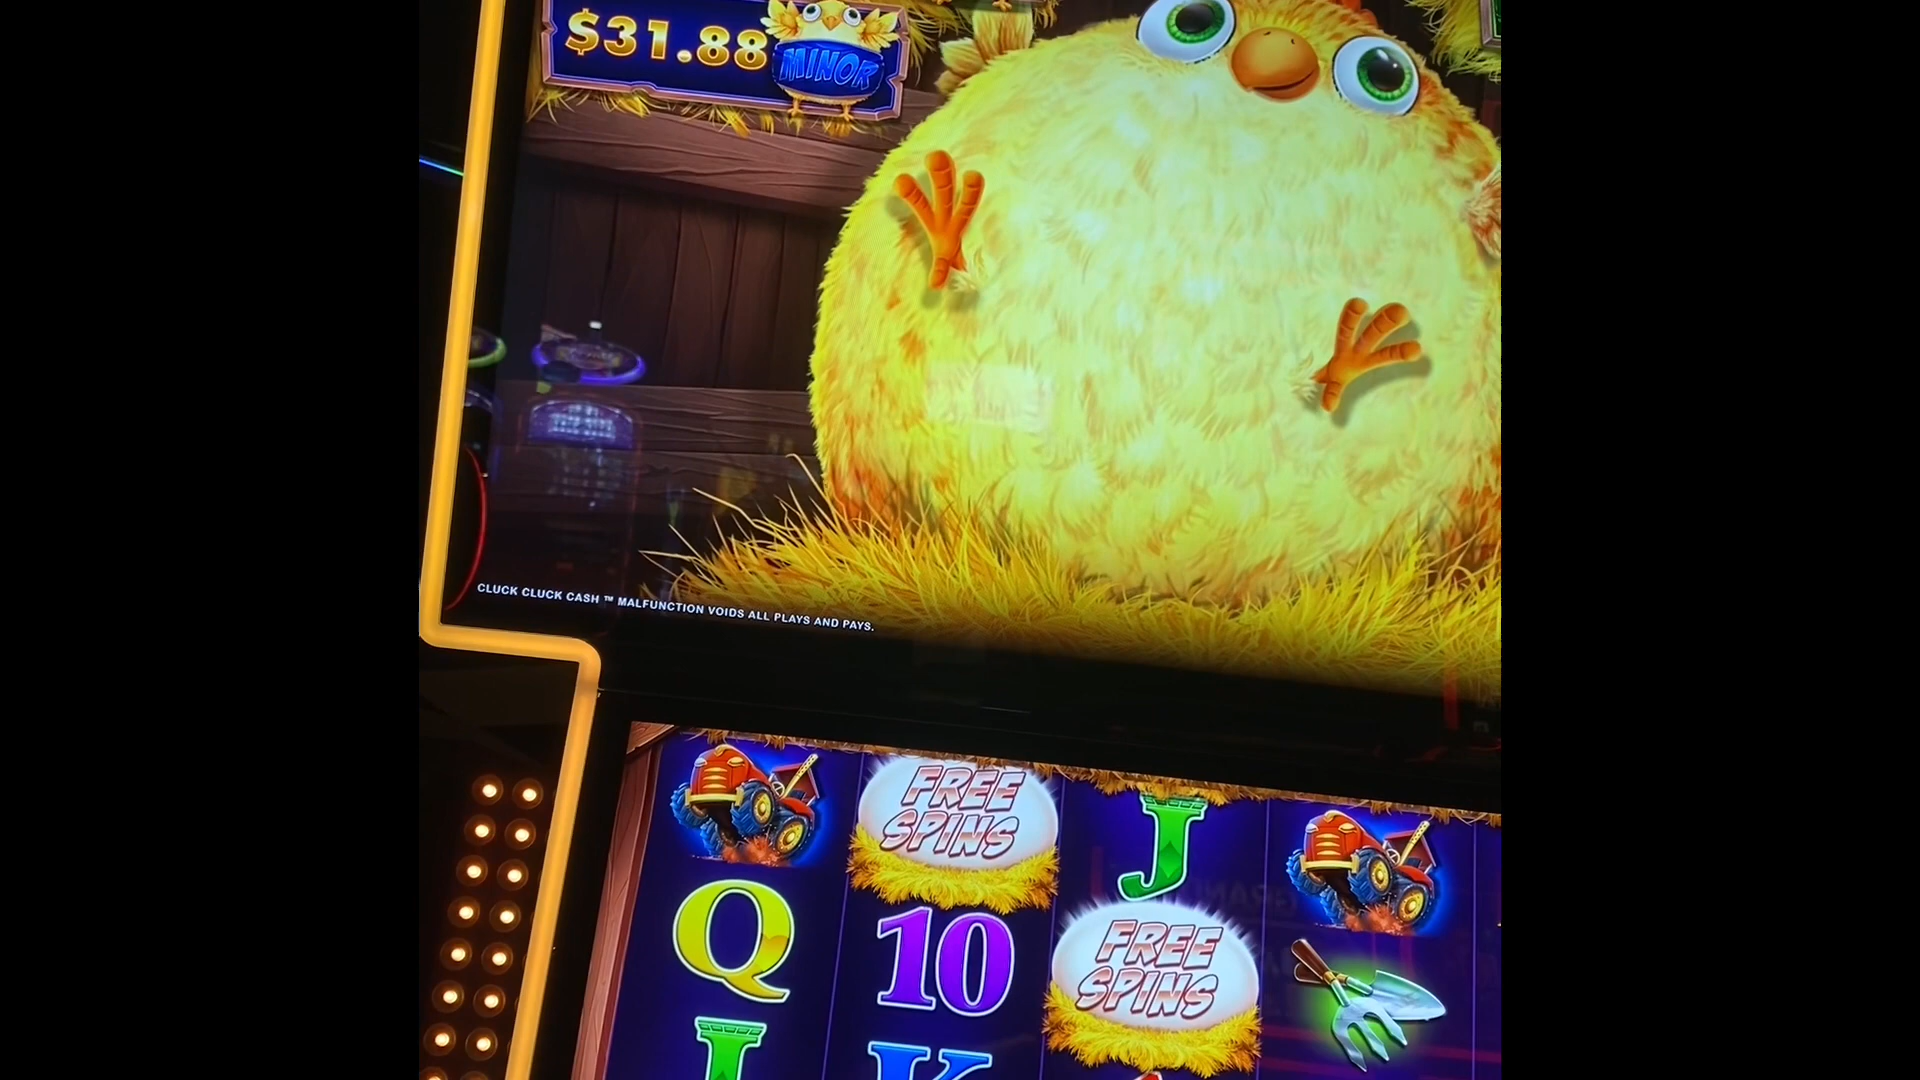 $31.88
MINOR
CLUCK CLUCK CASH ™ MALFUNCTION VOIDS ALL PLAYS AND PAYS.
FREE
SPINS
J
Q
10
FREE
SPINS
J
K